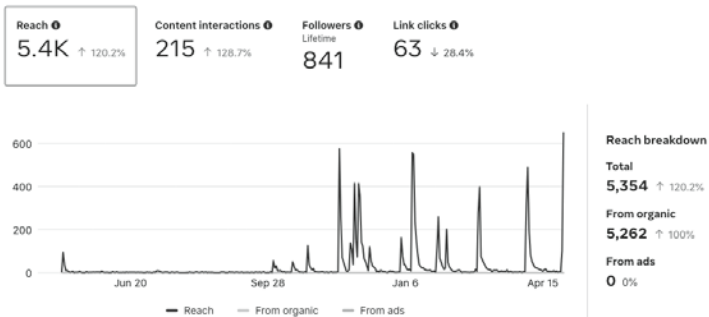 Reach
5.4K ↑ 120.2%
Content interactions
215 ↑ 128.7%
Followers
Lifetime
841
Link clicks
63 ↓ 28.4%
600
400
200
0
Jun 20 Sep 28 Jan 6 Apr 15
Reach From organic From ads
Reach breakdown
Total
5,354 ↑ 120.2%
From organic
5,262 ↑ 100%
From ads
0 0%